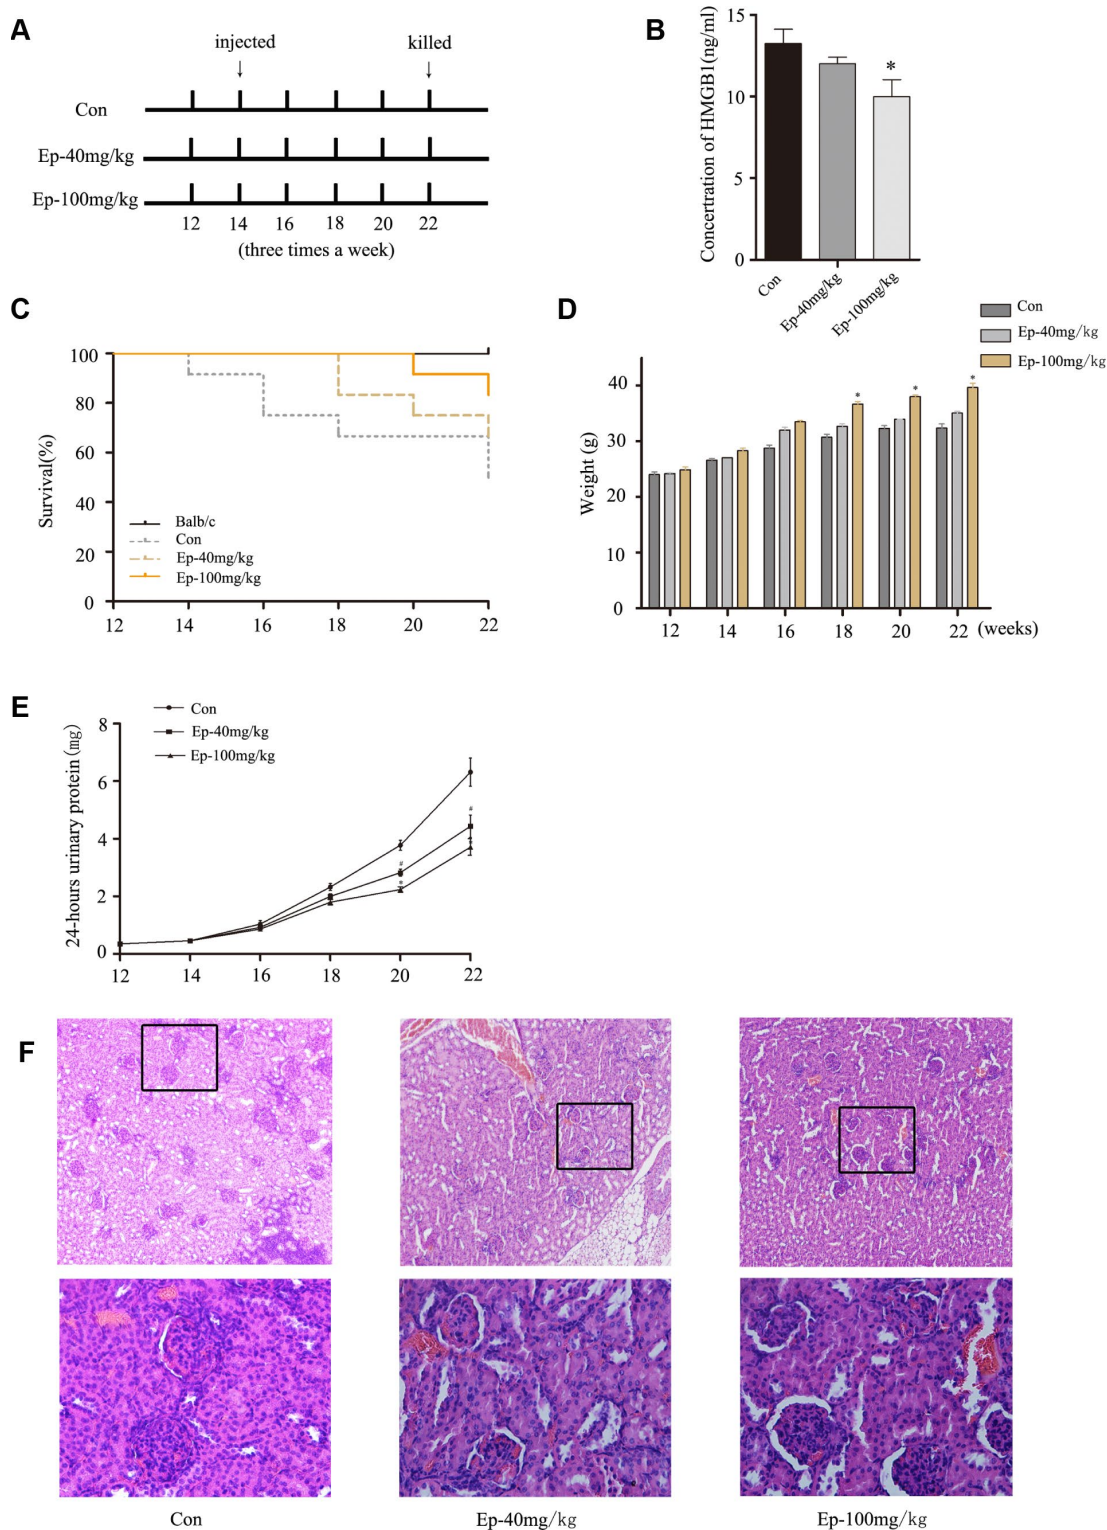 A
injected
killed
Con
Ep-40mg/kg
Ep-100mg/kg
12 14 16 18 20 22
(three times a week)
B
Concertration of HMGB1(ng/ml)
15
10
5
0
*
Con
Ep-40mg/kg
Ep-100mg/kg
C
Survival(%)
100
80
60
40
20
0
Balb/c
Con
Ep-40mg/kg
Ep-100mg/kg
12 14 16 18 20 22
D
Con
Ep-40mg/kg
Ep-100mg/kg
Weight (g)
40
30
20
10
0
* * *
12 14 16 18 20 22 (weeks)
E
Con
Ep-40mg/kg
Ep-100mg/kg
24-hours urinary protein (mg)
8
6
4
2
0
# #
* *
12 14 16 18 20 22
F
Con Ep-40mg/kg Ep-100mg/kg